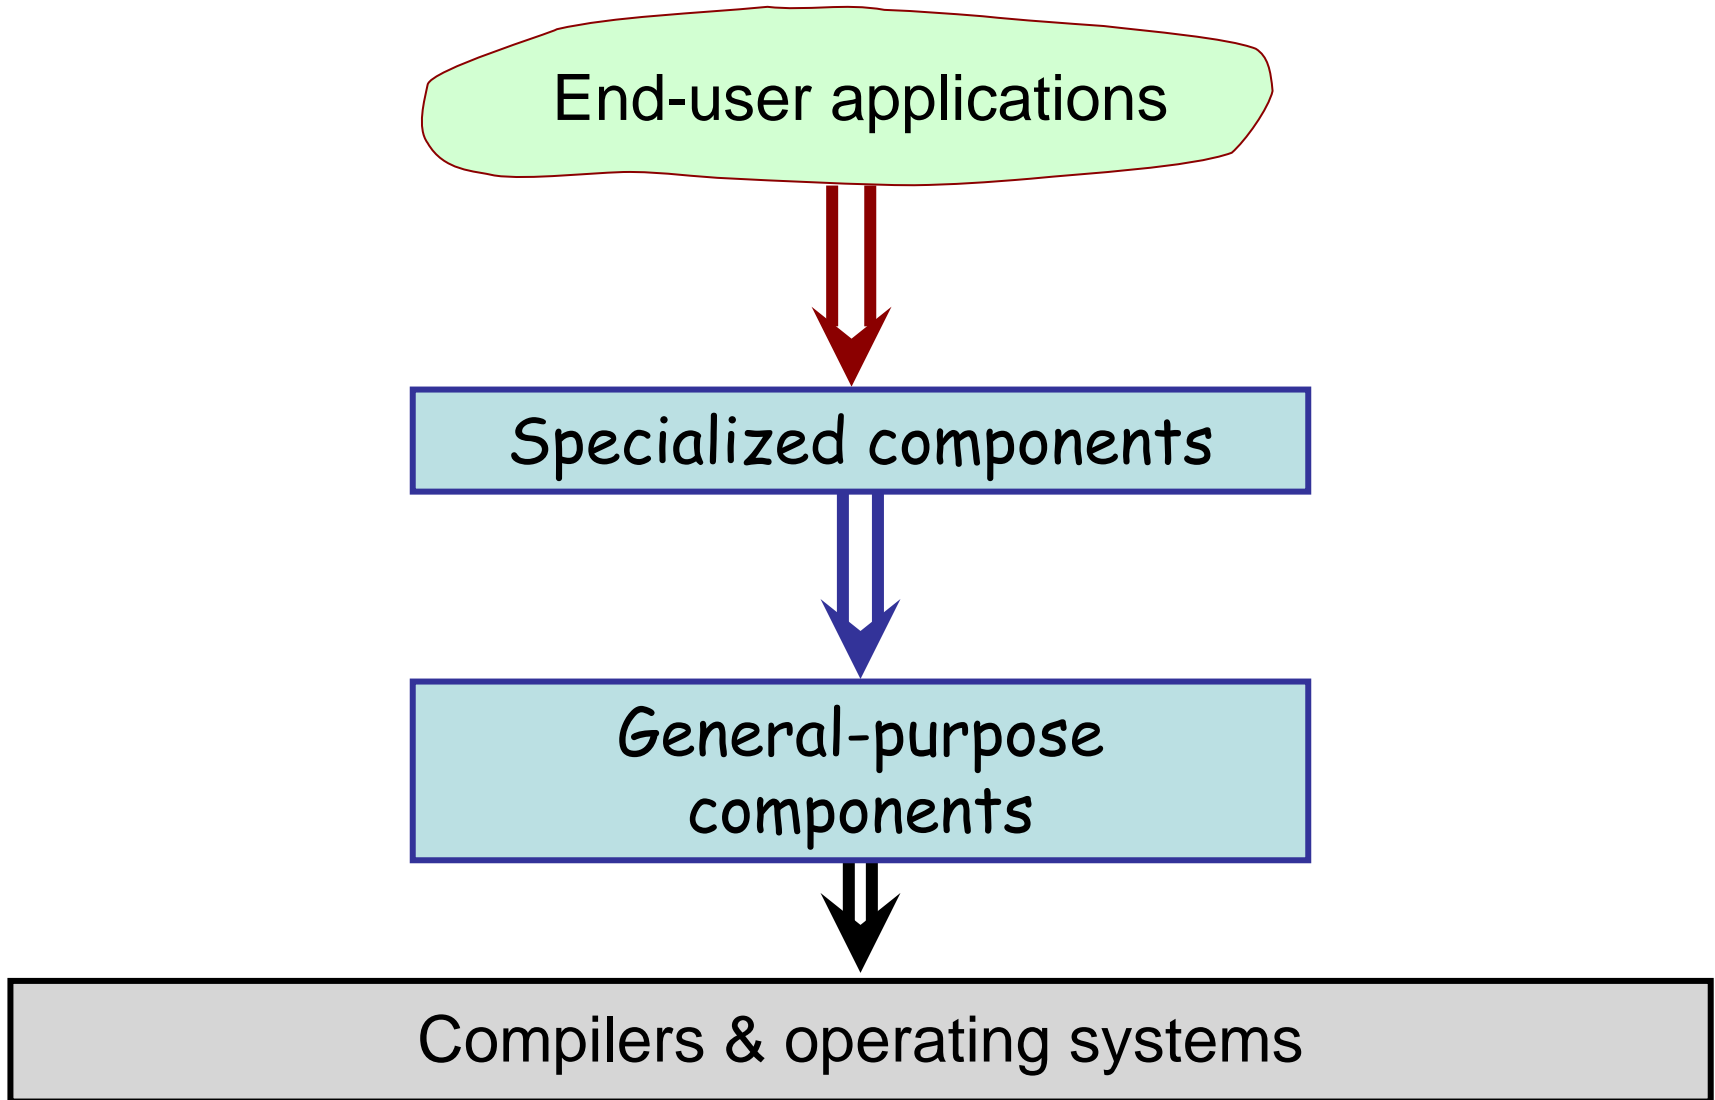 End-user applications
Specialized components
General-purpose
components
Compilers & operating systems